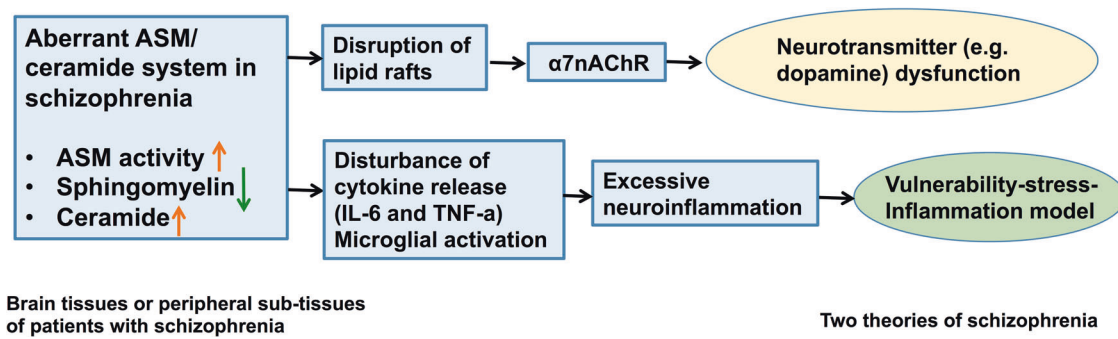 Aberrant ASM/
ceramide system in
schizophrenia
• ASM activity
• Sphingomyelin
• Ceramide
Disruption of
lipid rafts
α7nAChR
Neurotransmitter (e.g.
dopamine) dysfunction
Disturbance of
cytokine release
(IL-6 and TNF-a)
Microglial activation
Excessive
neuroinflammation
Vulnerability-stress-
Inflammation model
Brain tissues or peripheral sub-tissues
of patients with schizophrenia
Two theories of schizophrenia